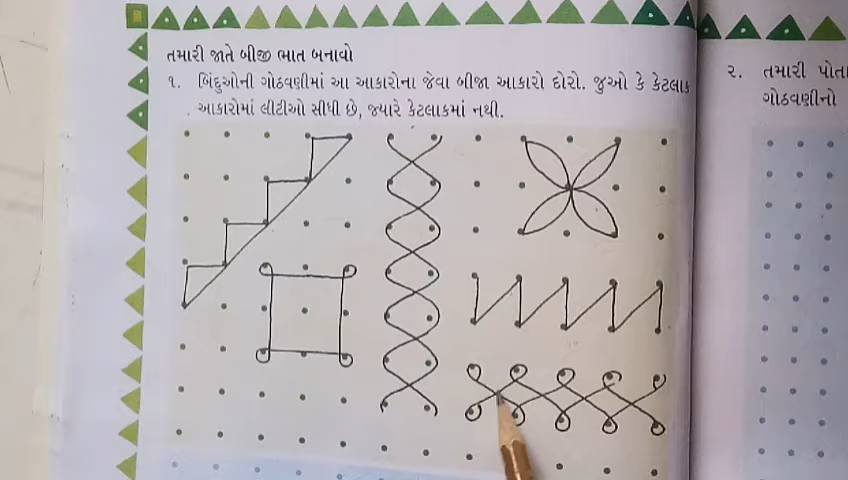 તમારી જાતે બીજી ભાત બનાવો
૧. બિંદુઓની ગોઠવણીમાં આ આકારોના જેવા બીજા આકારો દોરો. જુઓ કે કેટલાક
આકારોમાં લીટીઓ સીધી છે, જ્યારે કેટલાકમાં નથી.
૨. તમારી પોતા
ગોઠવણીનો